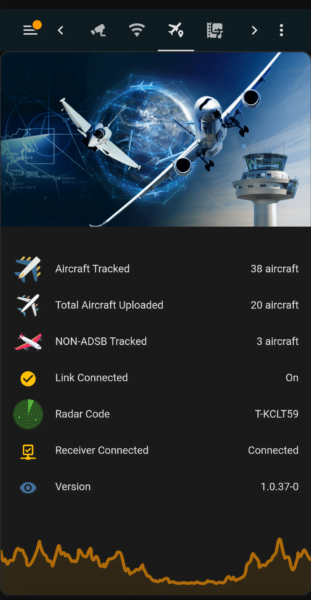 Aircraft Tracked 38 aircraft
Total Aircraft Uploaded 20 aircraft
NON-ADSB Tracked 3 aircraft
Link Connected On
Radar Code T-KCLT59
Receiver Connected Connected
Version 1.0.37-0